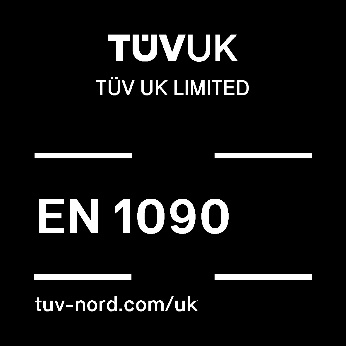 TÜVUK
TÜV UK LIMITED
EN 1090
tuv-nord.com/uk